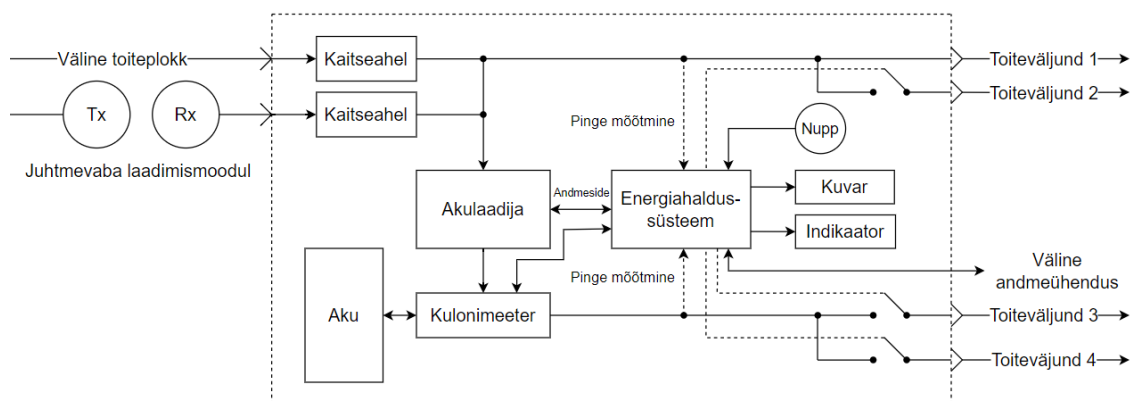 Väline toiteplokk
Kaitseahel
Toiteväljund 1
Tx
Rx
Kaitseahel
Toiteväljund 2
Pinge mõõtmine
Nupp
Juhtmevaba laadimismoodul
Akulaadija
Andmeside
Energiahaldus-
süsteem
Kuvar
Indikaator
Pinge mõõtmine
Väline
andmeühendus
Aku
Kulonimeeter
Toiteväljund 3
Toiteväjund 4